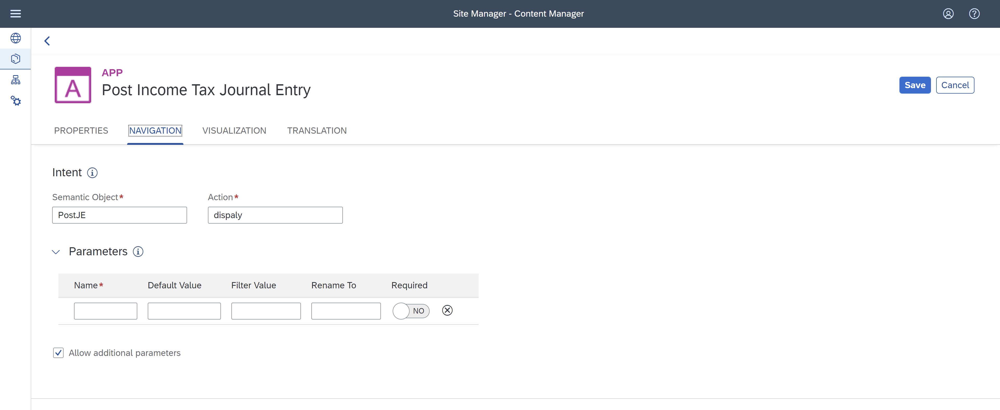 Site Manager - Content Manager
APP
A
Post Income Tax Journal Entry
Save
Cancel
PROPERTIES
NAVIGATION
VISUALIZATION
TRANSLATION
Intent
Semantic Object*
Action*
PostJE
dispaly
Parameters
Name*
Default Value
Filter Value
Rename To
Required
NO
Allow additional parameters